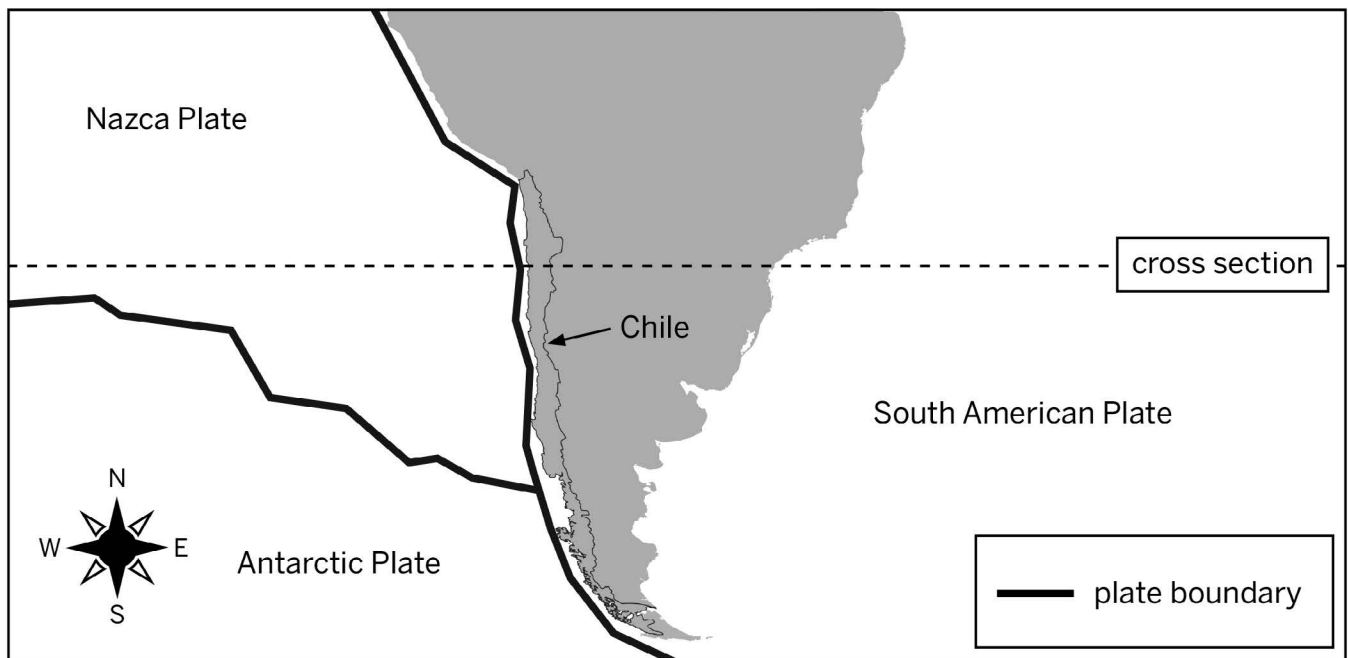 Nazca Plate
cross section
Chile
South American Plate
N
W
E
S
Antarctic Plate
plate boundary